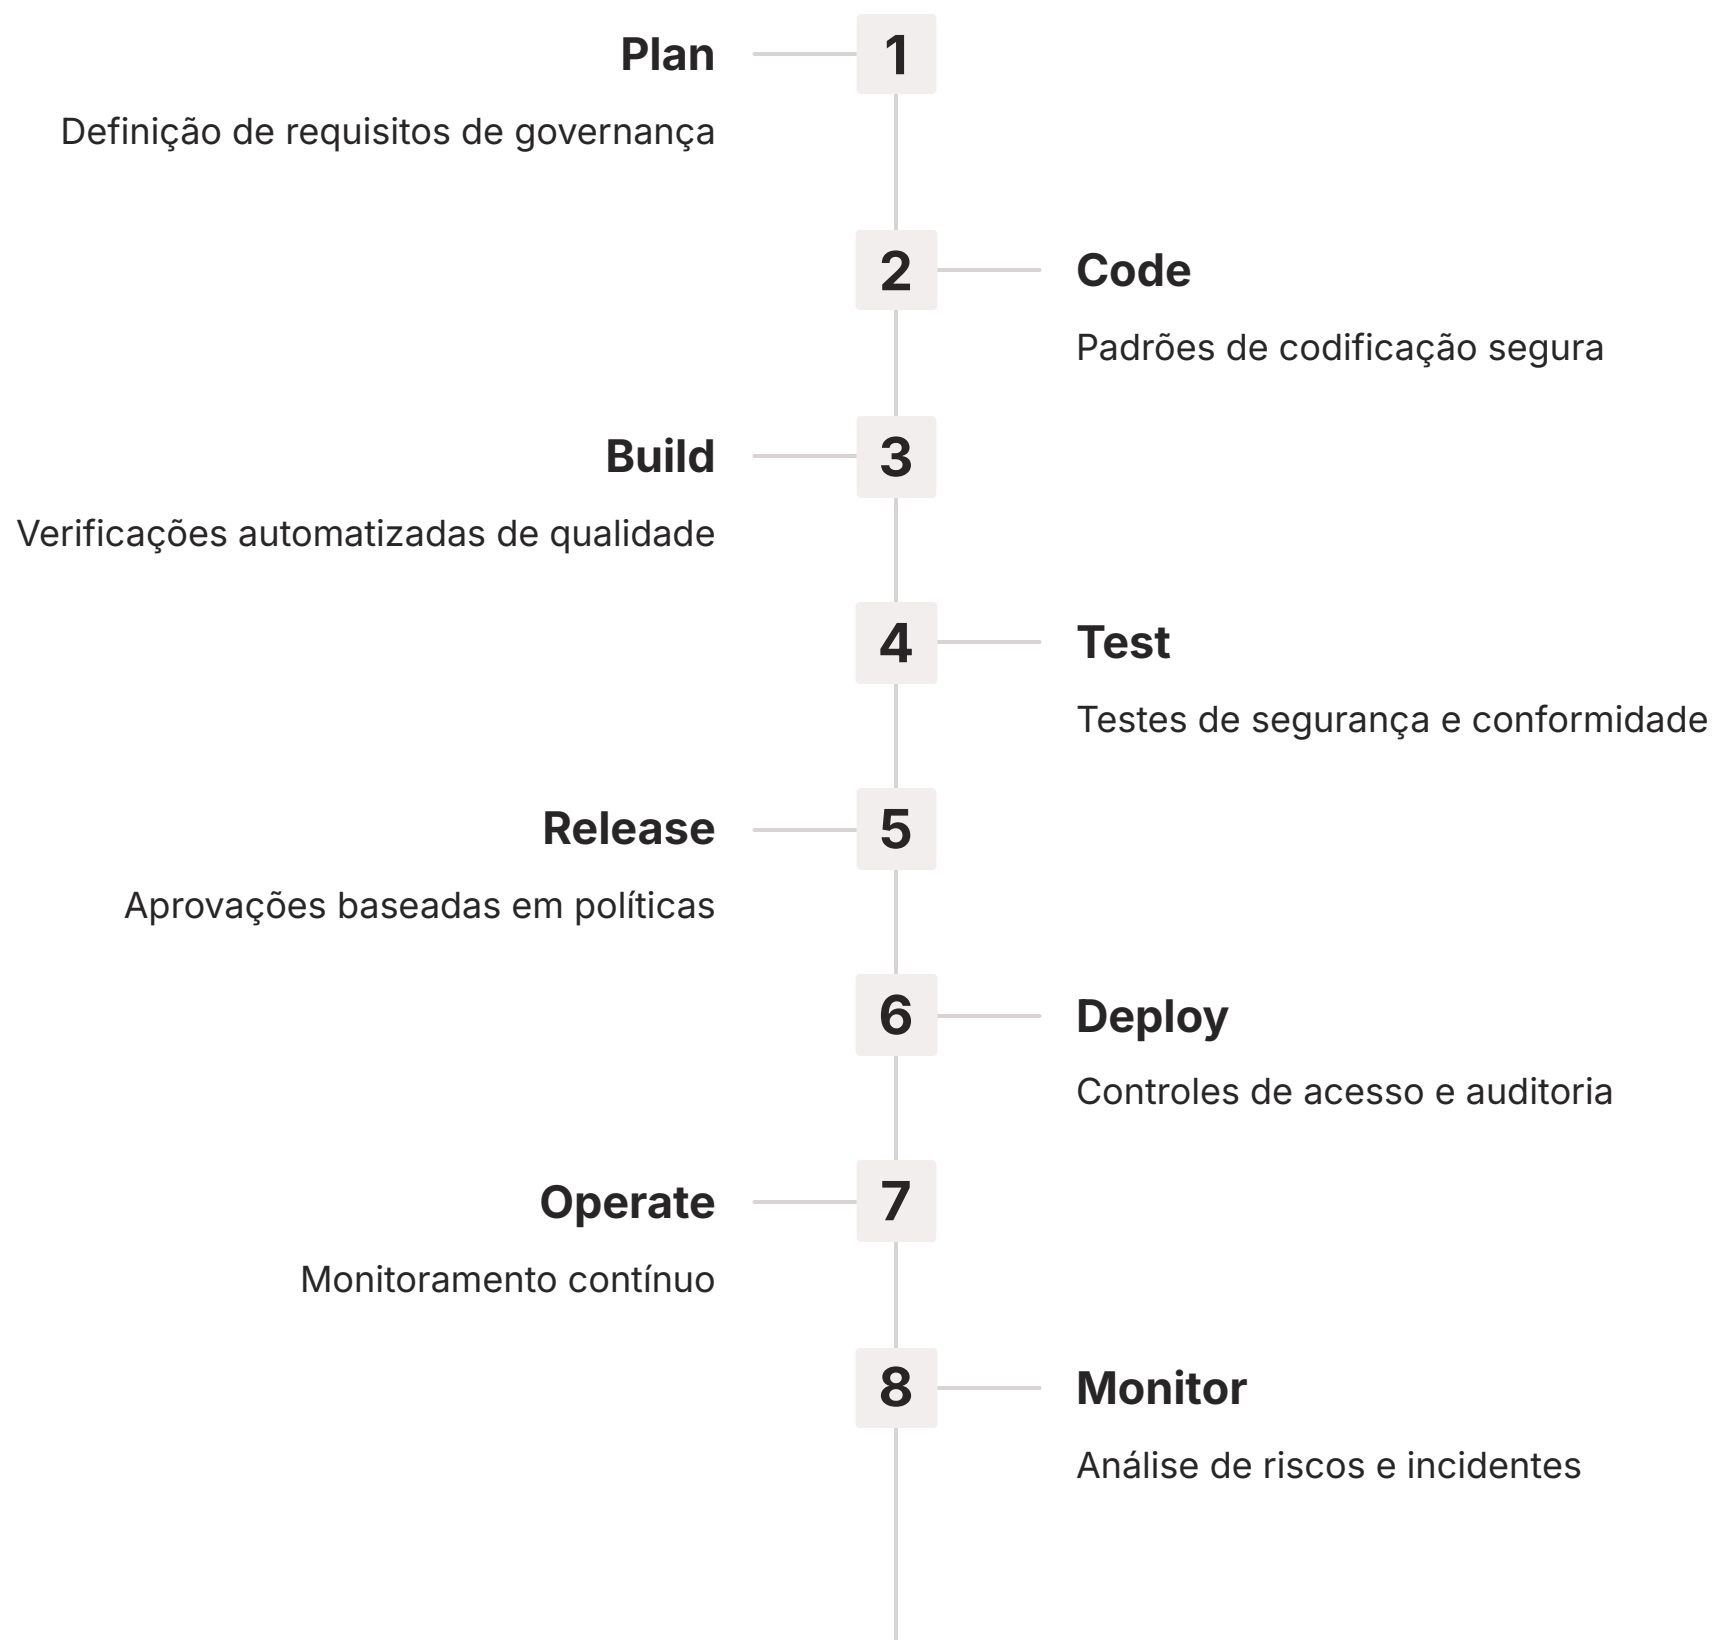 Plan
1
Definição de requisitos de governança
2
Code
Padrões de codificação segura
Build
3
Verificações automatizadas de qualidade
4
Test
Testes de segurança e conformidade
Release
5
Aprovações baseadas em políticas
6
Deploy
Controles de acesso e auditoria
Operate
7
Monitoramento contínuo
8
Monitor
Análise de riscos e incidentes